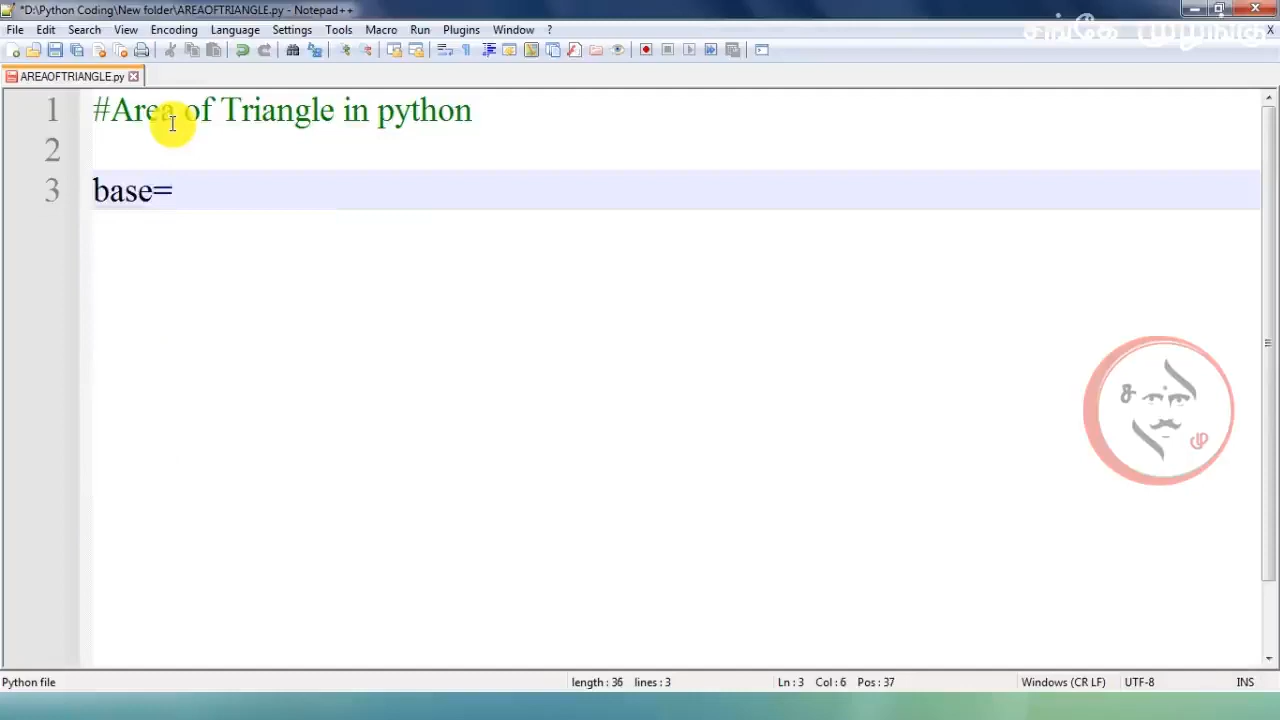 *D:\Python Coding\New folder\AREAOFTRIANGLE.py - Notepad++
File Edit Search View Encoding Language Settings Tools Macro Run Plugins Window ? X
சங்கே முழங்கு
AREAOFTRIANGLE.py
1 #Area of Triangle in python
2
3 base=
ச
மு
Python file length : 36 lines : 3 Ln : 3 Col : 6 Pos : 37 Windows (CR LF) UTF-8 INS